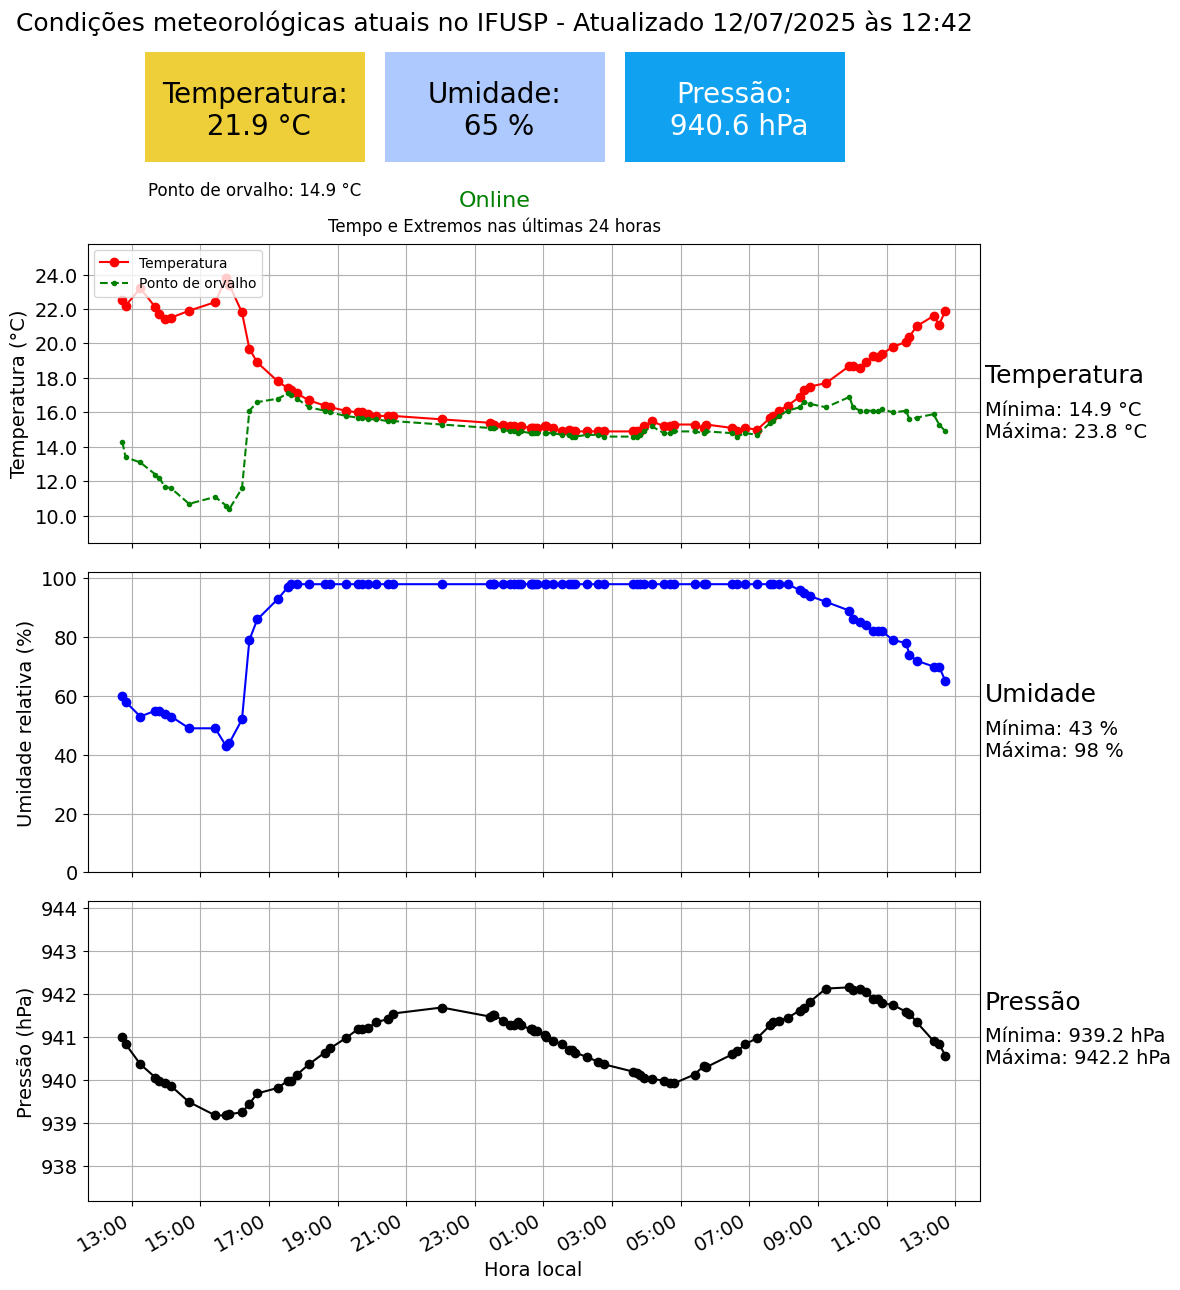 Condições meteorológicas atuais no IFUSP - Atualizado 12/07/2025 às 12:42
Temperatura:
21.9 °C
Umidade:
65 %
Pressão:
940.6 hPa
Ponto de orvalho: 14.9 °C
Online
Tempo e Extremos nas últimas 24 horas
Temperatura
Ponto de orvalho
Temperatura (°C)
24.0
22.0
20.0
18.0
16.0
14.0
12.0
10.0
Temperatura
Mínima: 14.9 °C
Máxima: 23.8 °C
Umidade relativa (%)
100
80
60
40
20
0
Umidade
Mínima: 43 %
Máxima: 98 %
Pressão (hPa)
944
943
942
941
940
939
938
Pressão
Mínima: 939.2 hPa
Máxima: 942.2 hPa
13:00 15:00 17:00 19:00 21:00 23:00 01:00 03:00 05:00 07:00 09:00 11:00 13:00
Hora local